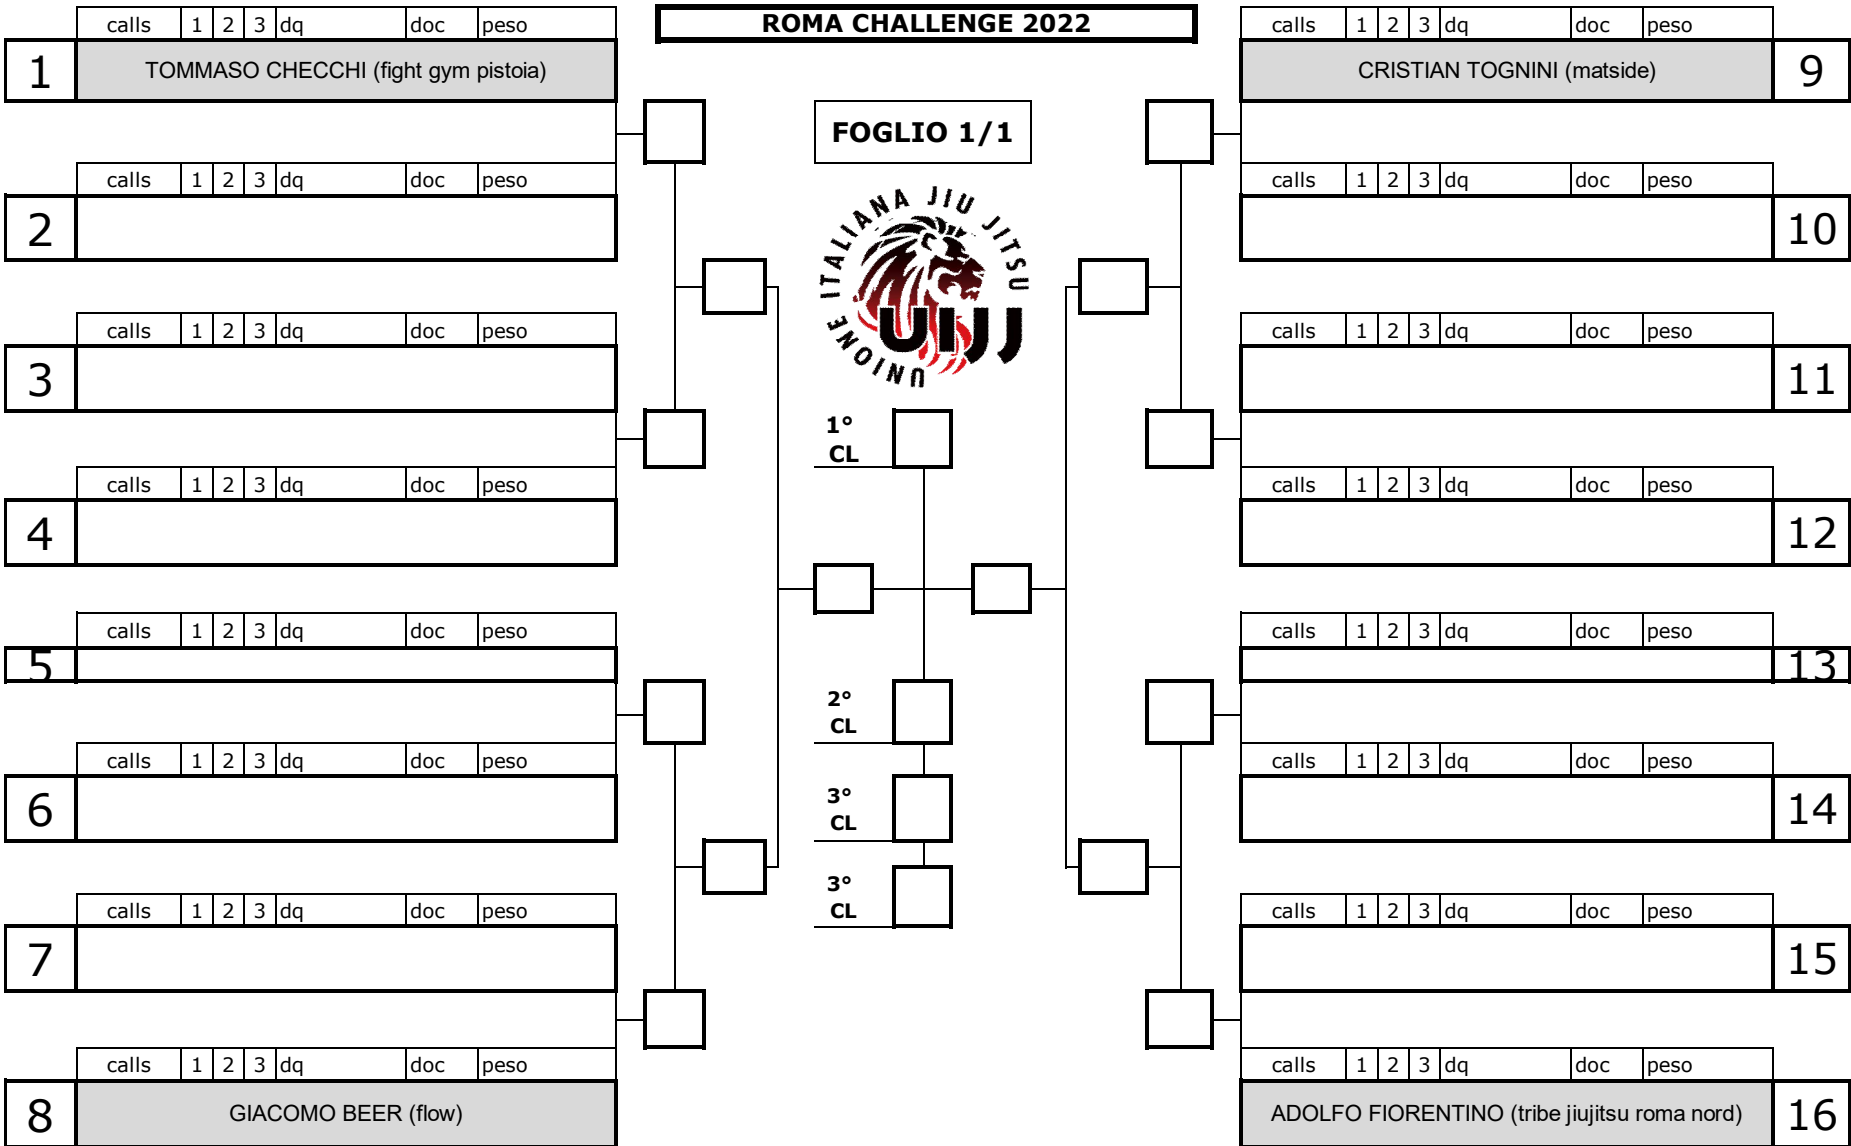 calls 1 2 3 dq doc peso
ROMA CHALLENGE 2022
calls 1 2 3 dq doc peso
1 TOMMASO CHECCHI (fight gym pistoia)
CRISTIAN TOGNINI (matside) 9
FOGLIO 1/1
calls 1 2 3 dq doc peso
calls 1 2 3 dq doc peso
2
10
UNIONE ITALIANA JIU JITSU
UIJJ
calls 1 2 3 dq doc peso
calls 1 2 3 dq doc peso
3
11
1°
CL
calls 1 2 3 dq doc peso
calls 1 2 3 dq doc peso
4
12
calls 1 2 3 dq doc peso
calls 1 2 3 dq doc peso
5
13
2°
CL
calls 1 2 3 dq doc peso
calls 1 2 3 dq doc peso
6
14
3°
CL
3°
CL
calls 1 2 3 dq doc peso
calls 1 2 3 dq doc peso
7
15
calls 1 2 3 dq doc peso
calls 1 2 3 dq doc peso
8 GIACOMO BEER (flow)
ADOLFO FIORENTINO (tribe jiujitsu roma nord) 16